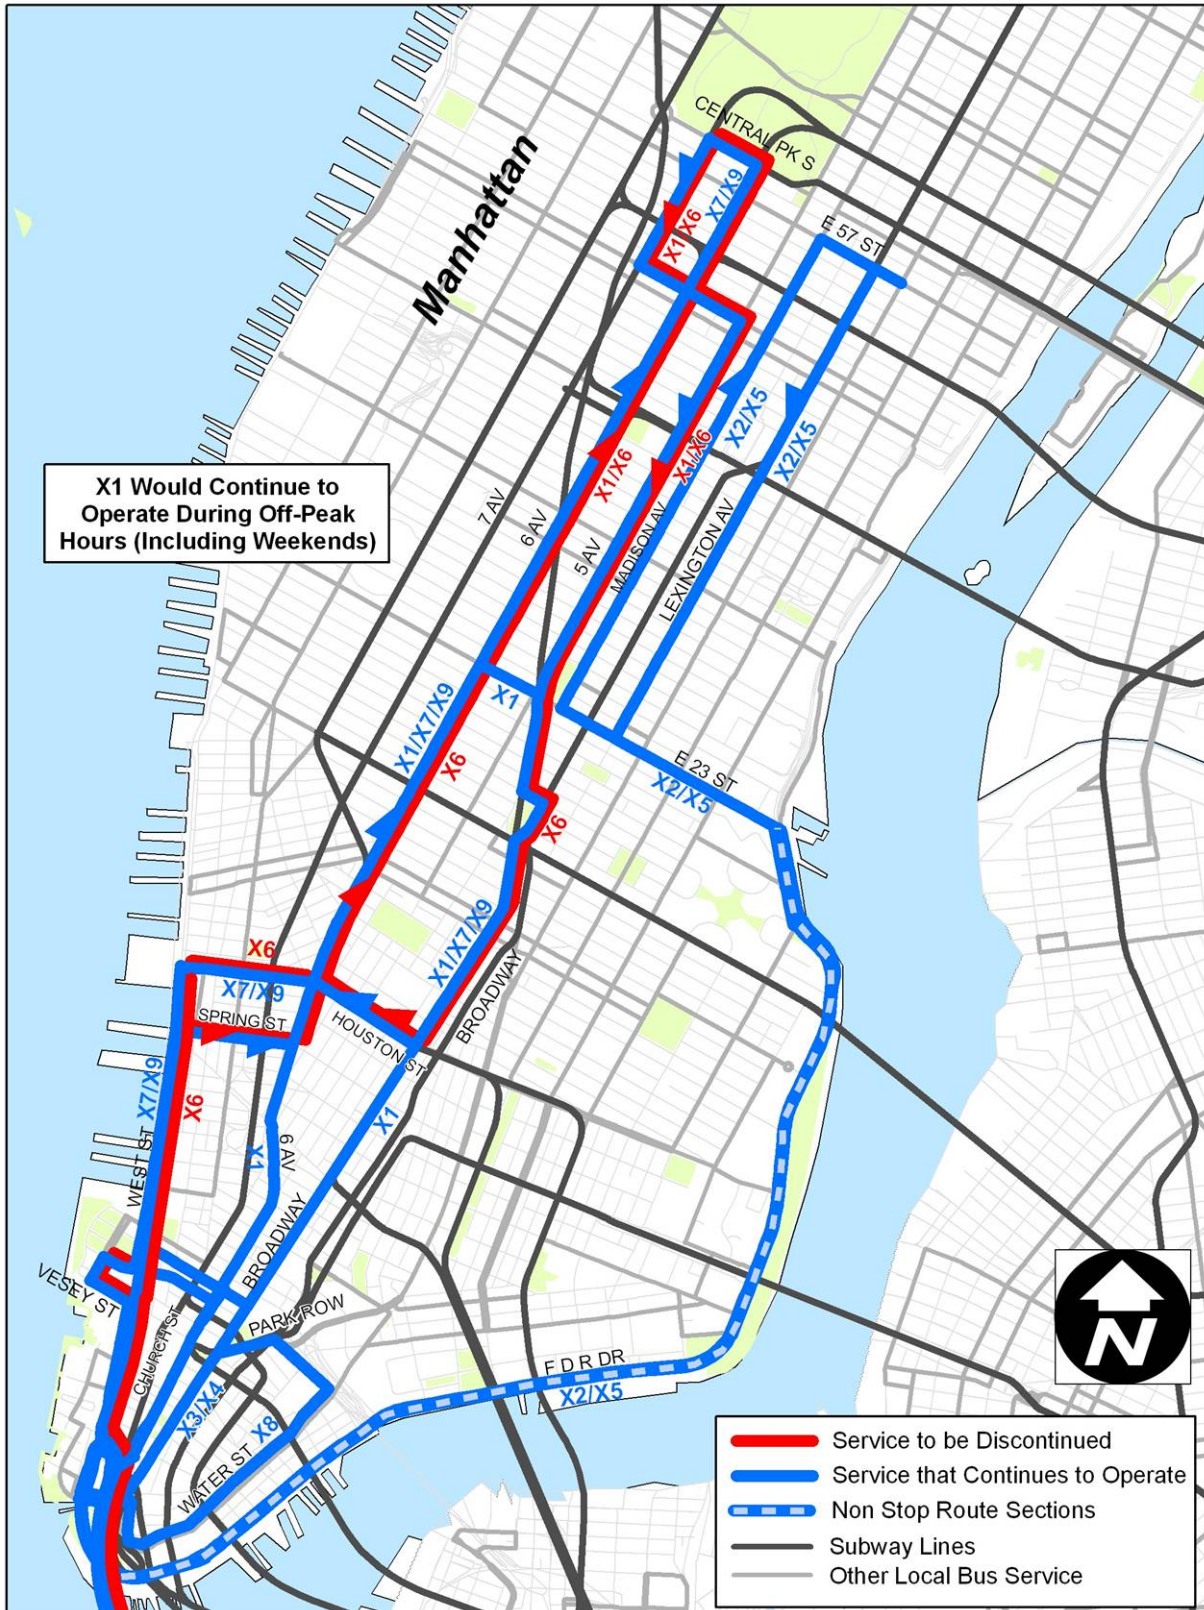 CENTRAL PK S
Manhattan
X7/X9
X1/X6
E 57 ST
X2/X5
X2/X5
X1/X6
X1/X6
X1 Would Continue to
Operate During Off-Peak
Hours (Including Weekends)
7 AV
6 AV
5 AV
MADISON AV
LEXINGTON AV
X1
X1/X7/X9
X6
E 23 ST
X2/X5
X6
X1/X7/X9
BROADWAY
X6
X7/X9
SPRING ST
HOUSTON ST
X7/X9
X6
X1
WEST ST
X1
6 AV
BROADWAY
VESEY ST
PARK ROW
CHURCH ST
F D R DR
X2/X5
X3/X4
X8
WATER ST
N
Service to be Discontinued
Service that Continues to Operate
Non Stop Route Sections
Subway Lines
Other Local Bus Service